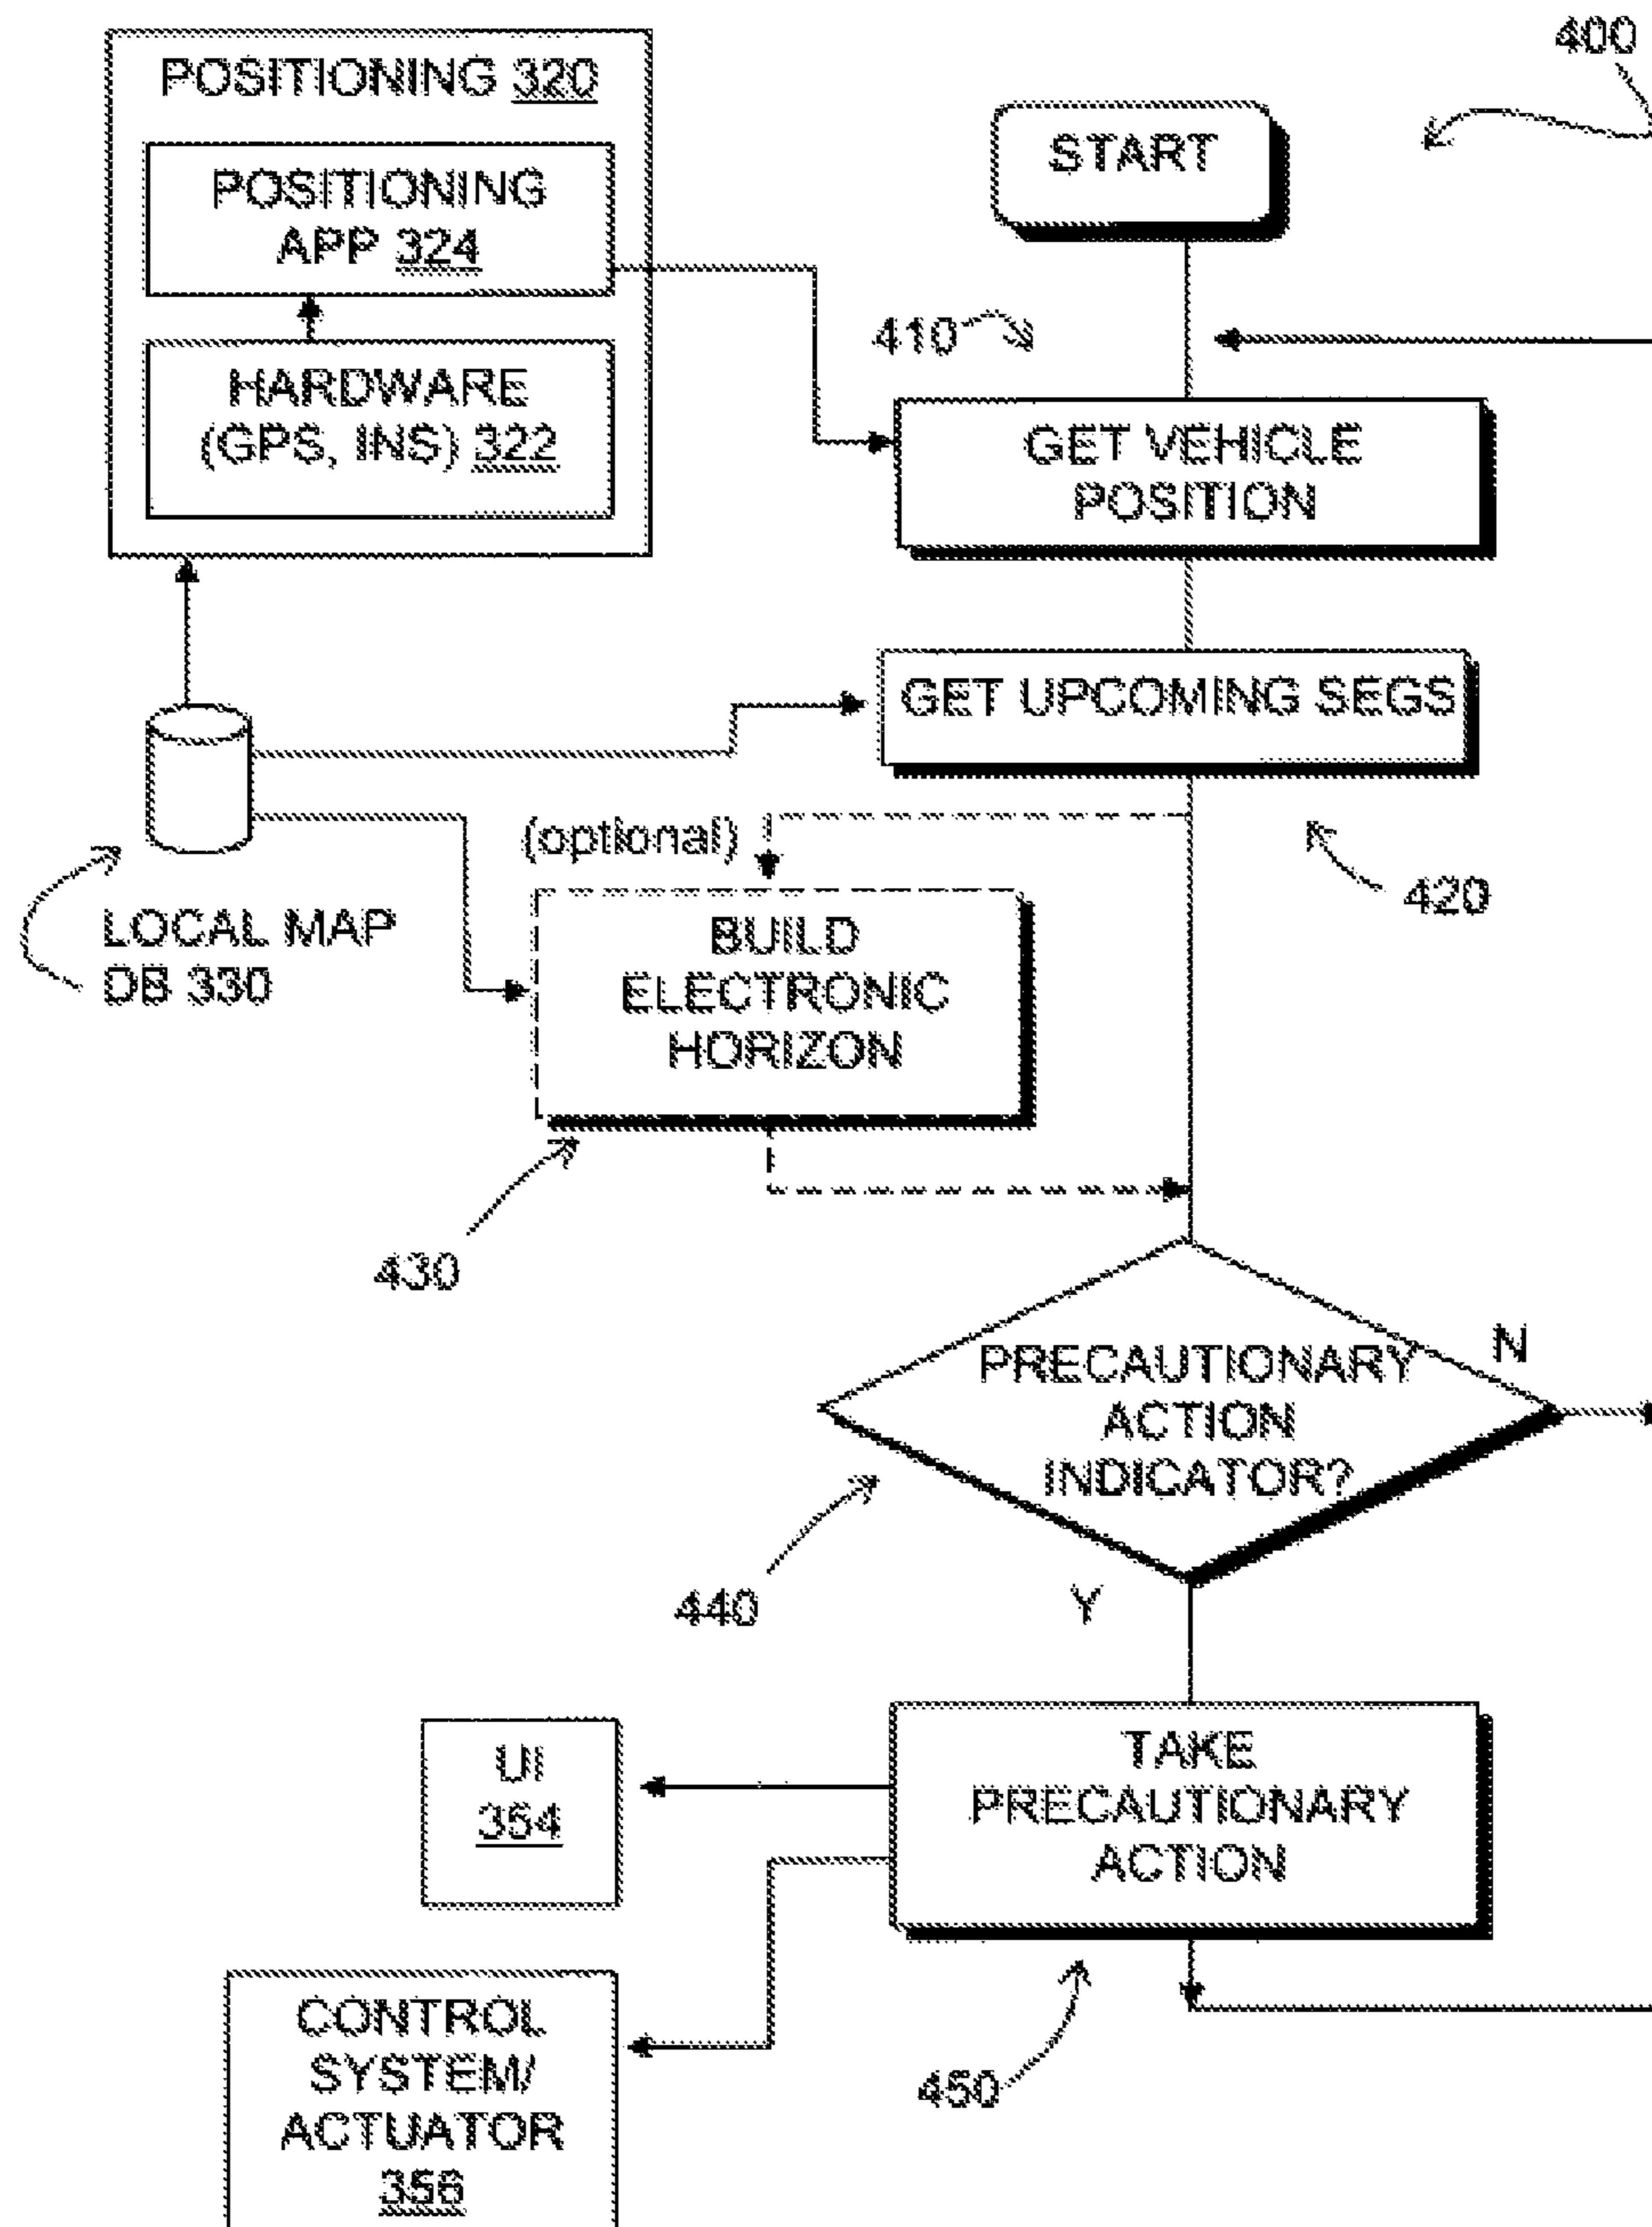 400
POSITIONING 320
POSITIONING
APP 324
HARDWARE
(GPS, INS) 322
START
410
GET VEHICLE
POSITION
GET UPCOMING SEGS
420
LOCAL MAP
DB 330
(optional)
BUILD
ELECTRONIC
HORIZON
430
PRECAUTIONARY
ACTION
INDICATOR?
N
440
Y
TAKE
PRECAUTIONARY
ACTION
UI
354
450
CONTROL
SYSTEM/
ACTUATOR
356